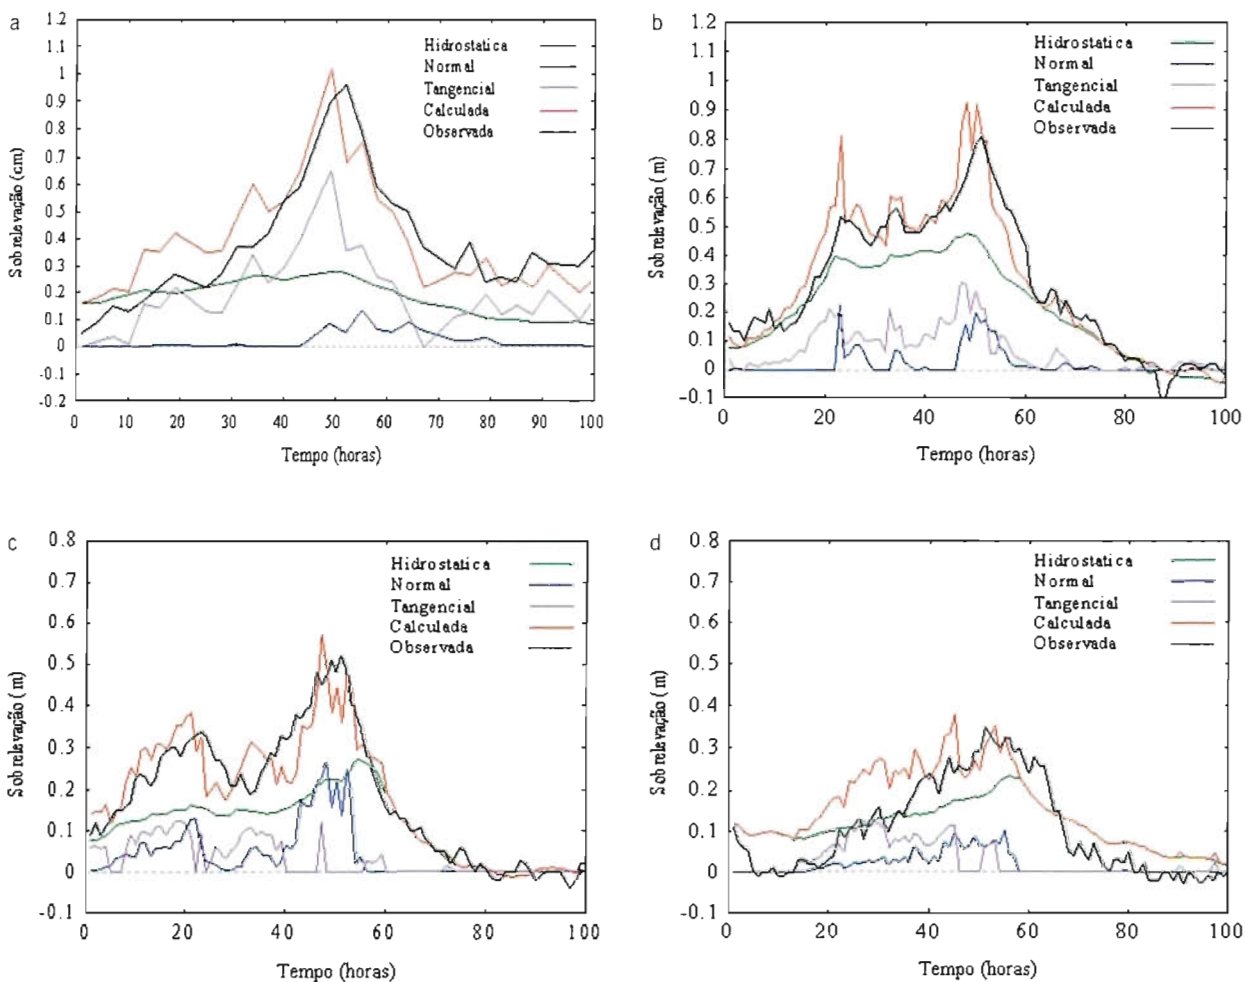 a
1.2
1.1
1
0.9
0.8
0.7
0.6
0.5
0.4
0.3
0.2
0.1
0
-0.1
-0.2
Sobrelevação (cm)
Hidrostatica
Normal
Tangencial
Calculada
Observada
0 10 20 30 40 50 60 70 80 90 100
Tempo (horas)
b
1.2
1.1
1
0.9
0.8
0.7
0.6
0.5
0.4
0.3
0.2
0.1
0
-0.1
Sobrelevação (m)
Hidrostatica
Normal
Tangencial
Calculada
Observada
0 20 40 60 80 100
Tempo (horas)
c
0.8
0.7
0.6
0.5
0.4
0.3
0.2
0.1
0
-0.1
Sobrelevação (m)
Hidrostatica
Normal
Tangencial
Calculada
Observada
0 20 40 60 80 100
Tempo (horas)
d
0.8
0.7
0.6
0.5
0.4
0.3
0.2
0.1
0
-0.1
Sobrelevação (m)
Hidrostatica
Normal
Tangencial
Calculada
Observada
0 20 40 60 80 100
Tempo (horas)